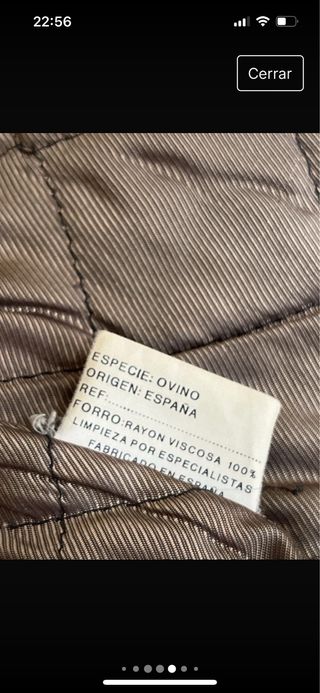 22:56
Cerrar
ESPECIE: OVINO
ORIGEN: ESPAÑA
REF:........................................
FORRO: RAYON VISCOSA 100%
LIMPIEZA POR ESPECIALISTAS
FABRICADO EN ESPAÑA